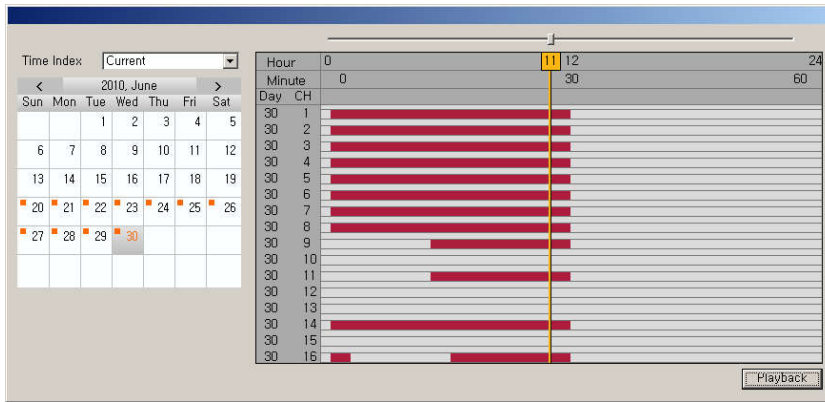 Time Index Current
< 2010, June >
Sun Mon Tue Wed Thu Fri Sat
1 2 3 4 5
6 7 8 9 10 11 12
13 14 15 16 17 18 19
20 21 22 23 24 25 26
27 28 29 30
Hour 0 11 12 24
Minute 0 30 60
Day CH
30 1
30 2
30 3
30 4
30 5
30 6
30 7
30 8
30 9
30 10
30 11
30 12
30 13
30 14
30 15
30 16
Playback